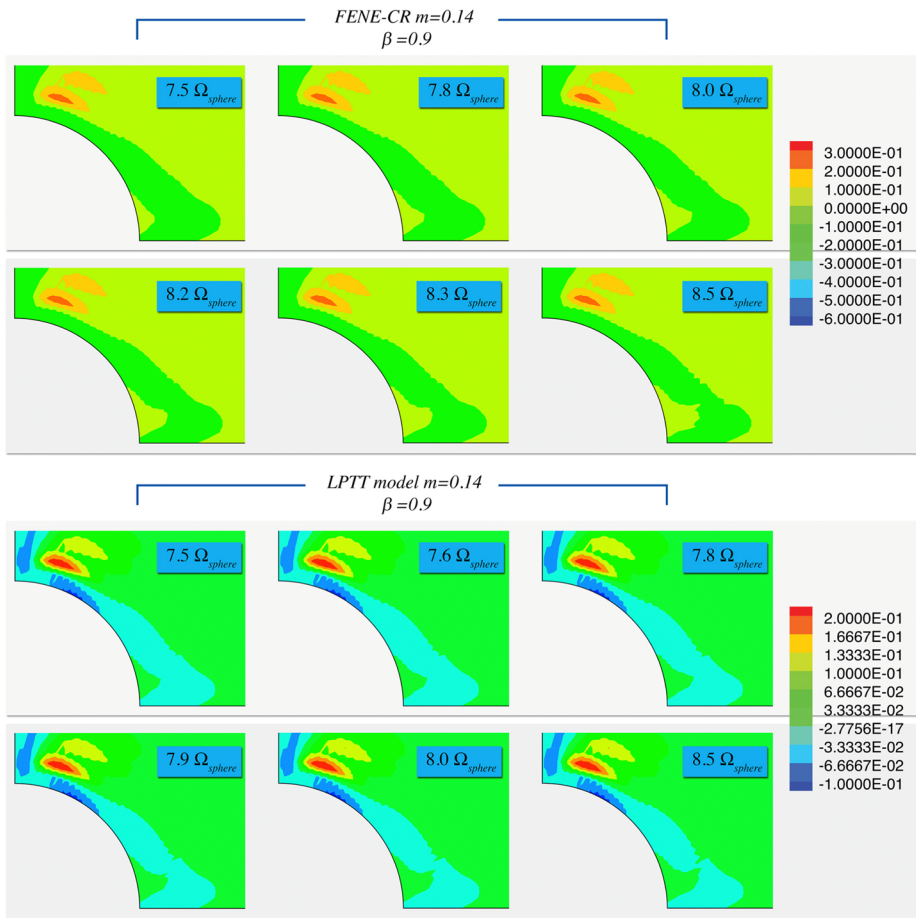 FENE-CR m=0.14
β =0.9
7.5 Ωsphere
7.8 Ωsphere
8.0 Ωsphere
3.0000E-01
2.0000E-01
1.0000E-01
0.0000E+00
-1.0000E-01
-2.0000E-01
-3.0000E-01
-4.0000E-01
-5.0000E-01
-6.0000E-01
8.2 Ωsphere
8.3 Ωsphere
8.5 Ωsphere
LPTT model m=0.14
β =0.9
7.5 Ωsphere
7.6 Ωsphere
7.8 Ωsphere
2.0000E-01
1.6667E-01
1.3333E-01
1.0000E-01
6.6667E-02
3.3333E-02
-2.7756E-17
-3.3333E-02
-6.6667E-02
-1.0000E-01
7.9 Ωsphere
8.0 Ωsphere
8.5 Ωsphere